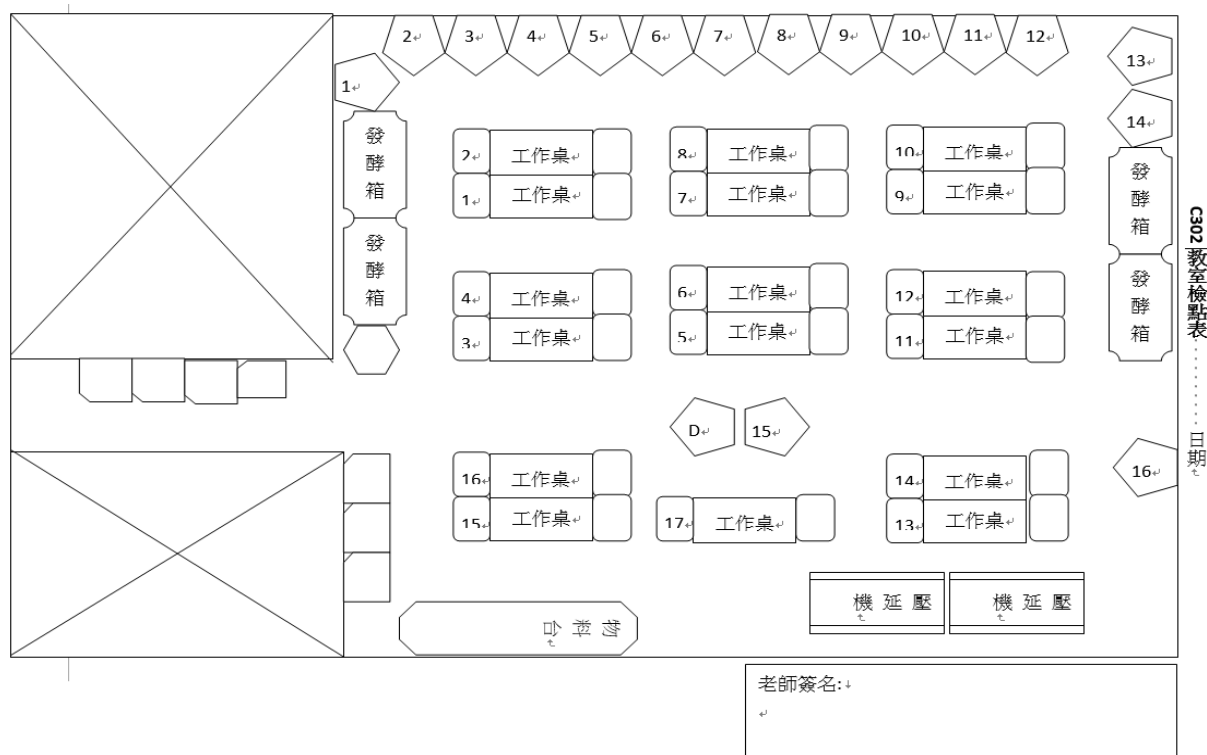 2
3
4
5
6
7
8
9
10
11
12
13
1
14
發酵箱
發酵箱
2 工作桌
1 工作桌
8 工作桌
7 工作桌
10 工作桌
9 工作桌
發酵箱
發酵箱
4 工作桌
3 工作桌
6 工作桌
5 工作桌
12 工作桌
11 工作桌
D
15
16
16 工作桌
15 工作桌
17 工作桌
14 工作桌
13 工作桌
物料台
壓延機
壓延機
C302 教室檢點表...........日期
老師簽名: